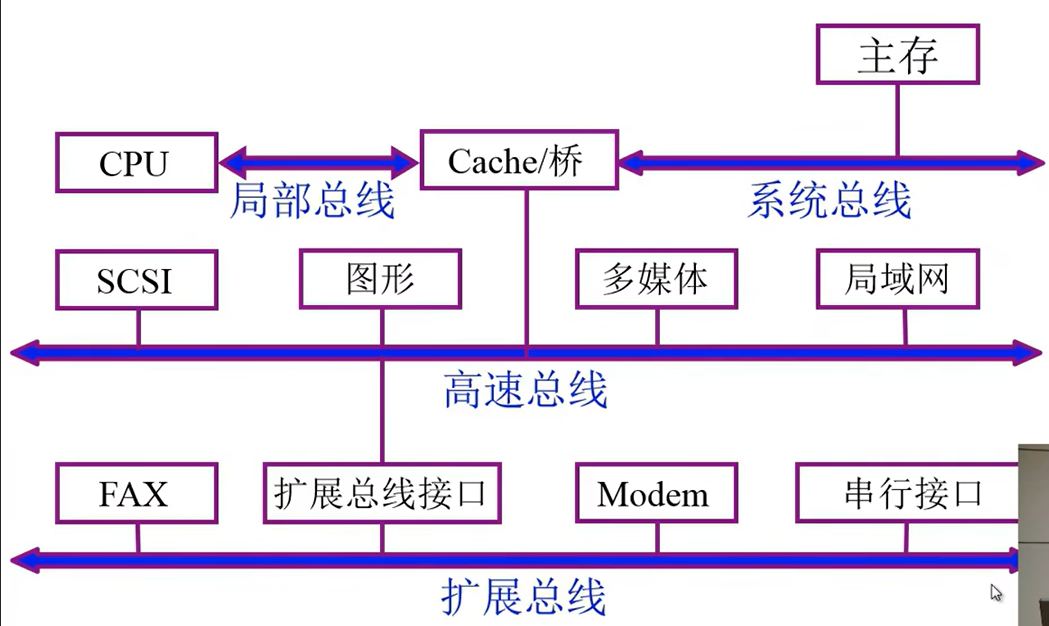 主存
CPU
Cache/桥
局部总线
系统总线
SCSI
图形
多媒体
局域网
高速总线
FAX
扩展总线接口
Modem
串行接口
扩展总线